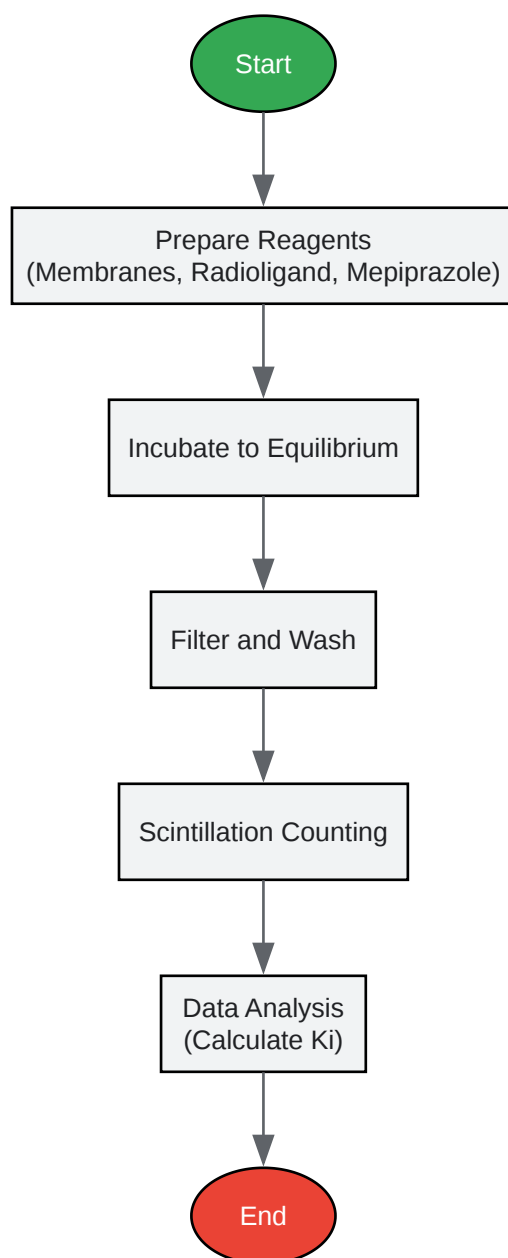 Start
Prepare Reagents
(Membranes, Radioligand, Mepiprazole)
Incubate to Equilibrium
Filter and Wash
Scintillation Counting
Data Analysis
(Calculate Ki)
End